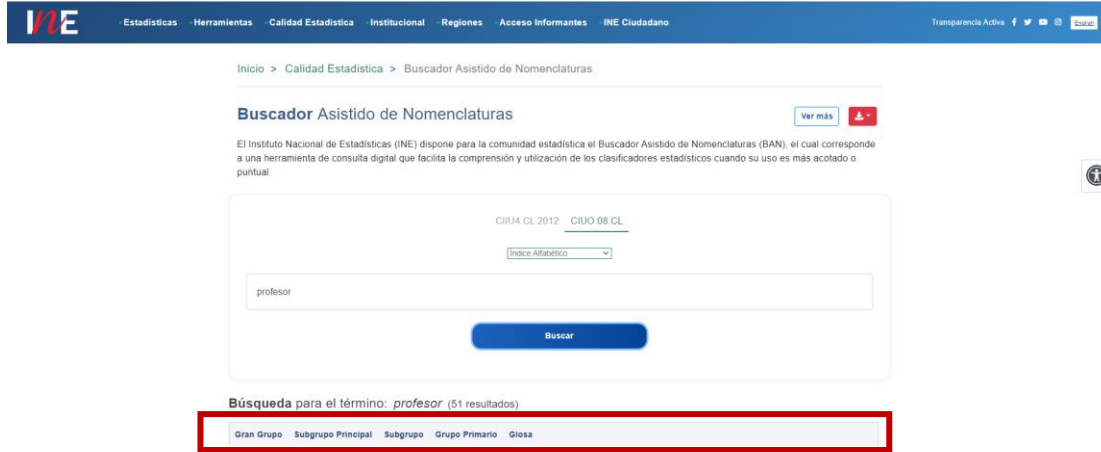 INE
Estadísticas Herramientas Calidad Estadística Institucional Regiones Acceso Informantes INE Ciudadano Transparencia Activa English
Inicio > Calidad Estadística > Buscador Asistido de Nomenclaturas
Buscador Asistido de Nomenclaturas
Ver más
El Instituto Nacional de Estadísticas (INE) dispone para la comunidad estadística el Buscador Asistido de Nomenclaturas (BAN), el cual corresponde
a una herramienta de consulta digital que facilita la comprensión y utilización de los clasificadores estadísticos cuando su uso es más acotado o
puntual.
CIIU4.CL 2012 CIUO 08.CL
Índice Alfabético
profesor
Buscar
Búsqueda para el término: profesor (51 resultados)
Gran Grupo Subgrupo Principal Subgrupo Grupo Primario Glosa